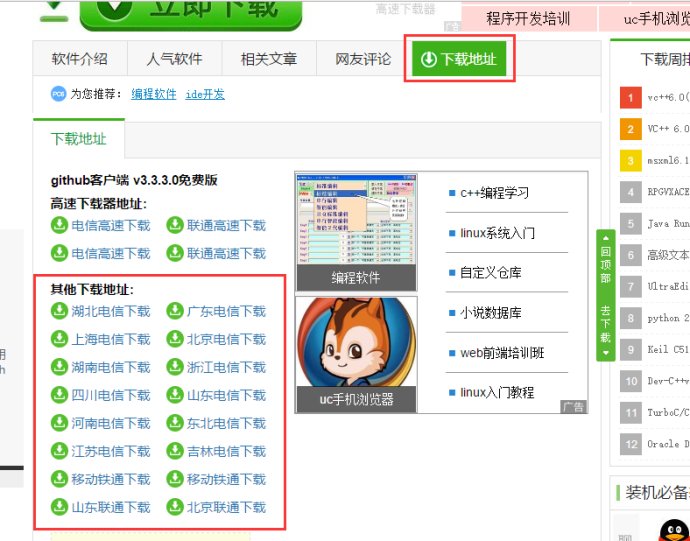 立即下载
高速下载器
广告
程序开发培训
uc手机浏览
软件介绍
人气软件
相关文章
网友评论
下载地址
为您推荐： 编程软件 ide开发
下载地址
github客户端 v3.3.3.0免费版
高速下载器地址:
电信高速下载 联通高速下载
电信高速下载 联通高速下载
其他下载地址:
湖北电信下载 广东电信下载
上海电信下载 北京电信下载
湖南电信下载 浙江电信下载
四川电信下载 山东电信下载
河南电信下载 东北电信下载
江苏电信下载 吉林电信下载
移动铁通下载 移动铁通下载
山东联通下载 北京联通下载
编程软件
uc手机浏览器
c++编程学习
linux系统入门
自定义仓库
小说数据库
web前端培训班
linux入门教程
广告
回顶部
去下载
下载周排
1 vc++6.0(
2 VC++ 6.0
3 msxml6.1
4 RPGVXACE
5 Java Run
6 高级文本
7 UltraEdi
8 python 2
9 Keil C51
10 Dev-C++
11 TurboC/C
12 Oracle D
装机必备